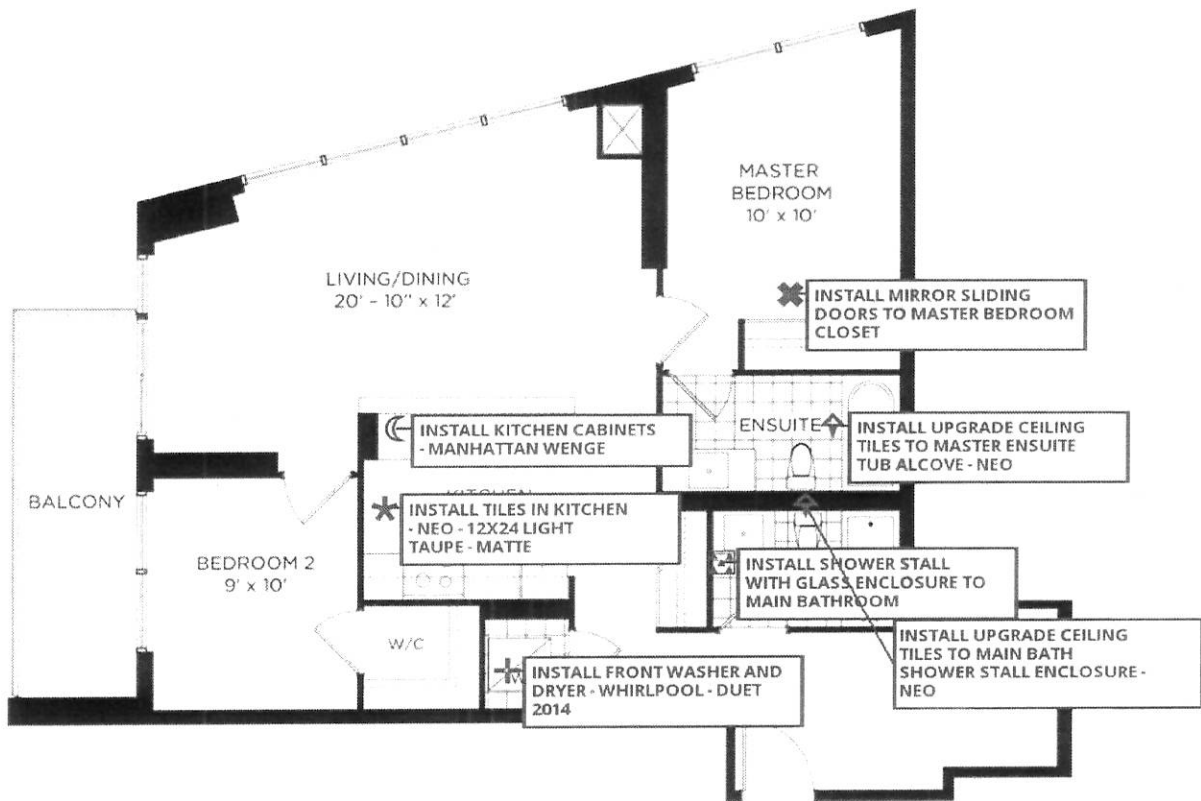 MASTER
BEDROOM
10' x 10'
LIVING/DINING
20' - 10" x 12'
INSTALL MIRROR SLIDING
DOORS TO MASTER BEDROOM
CLOSET
ENSUITE
INSTALL UPGRADE CEILING
TILES TO MASTER ENSUITE
TUB ALCOVE - NEO
INSTALL KITCHEN CABINETS
- MANHATTAN WENGE
KITCHEN
INSTALL TILES IN KITCHEN
- NEO - 12X24 LIGHT
TAUPE - MATTE
BALCONY
BEDROOM 2
9' x 10'
INSTALL SHOWER STALL
WITH GLASS ENCLOSURE TO
MAIN BATHROOM
W/C
INSTALL UPGRADE CEILING
TILES TO MAIN BATH
SHOWER STALL ENCLOSURE -
NEO
INSTALL FRONT WASHER AND
DRYER - WHIRLPOOL - DUET
2014